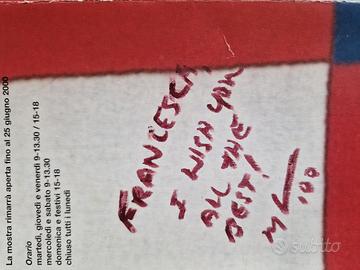 La mostra rimarrà aperta fino al 25 giugno 2000
Orario
martedì, giovedì e venerdì 9-13.30 / 15-18
mercoledì e sabato 9-13.30
domenica e festivi 15-18
chiuso tutti i lunedì
FRANCESCA,
I WISH YOU
ALL THE
BEST!
'00
subito